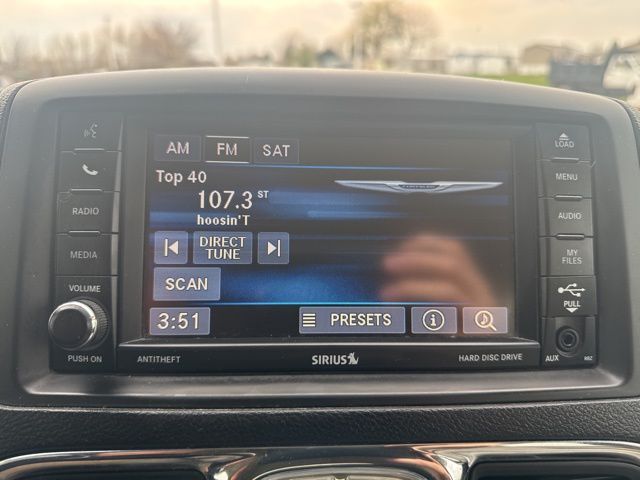 AM FM SAT
Top 40
107.3 ST
hoosin'T
DIRECT
TUNE
SCAN
3:51
PRESETS
RADIO
MEDIA
VOLUME
PUSH ON
ANTITHEFT
SIRIUS
HARD DISC DRIVE
LOAD
MENU
AUDIO
MY
FILES
PULL
AUX
RBZ